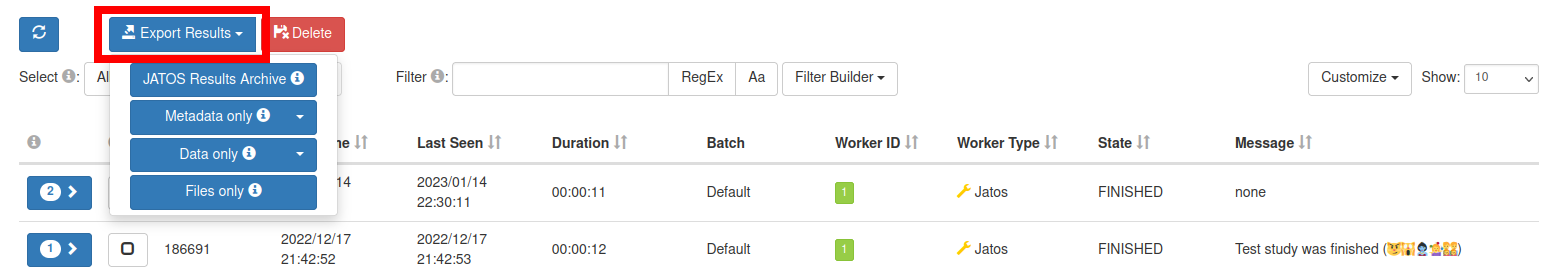 Export Results
Delete
Select : Al
Filter : RegEx Aa Filter Builder
Customize Show: 10
JATOS Results Archive
Metadata only
Data only
Files only
Last Seen Duration Batch Worker ID Worker Type State Message
2 2023/01/14 00:00:11 Default 1 Jatos FINISHED none
22:30:11
1 186691 2022/12/17 2022/12/17 00:00:12 Default 1 Jatos FINISHED Test study was finished ()
21:42:52 21:42:53